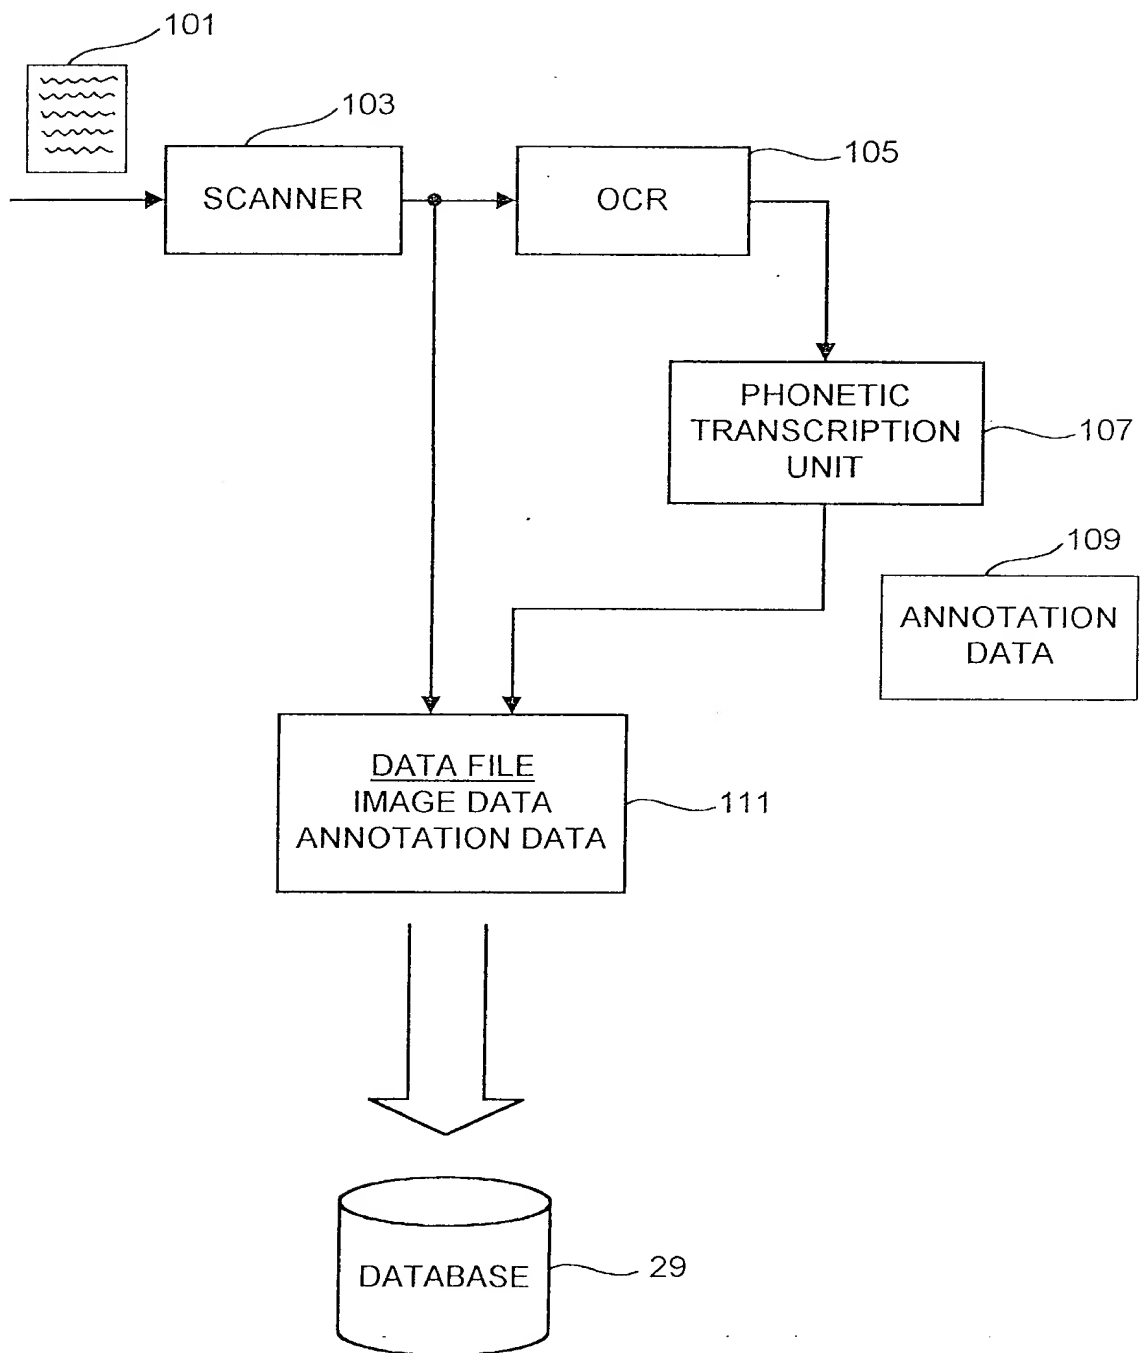 101
103
SCANNER
105
OCR
PHONETIC
TRANSCRIPTION
UNIT
107
109
ANNOTATION
DATA
DATA FILE
IMAGE DATA
ANNOTATION DATA
111
DATABASE
29